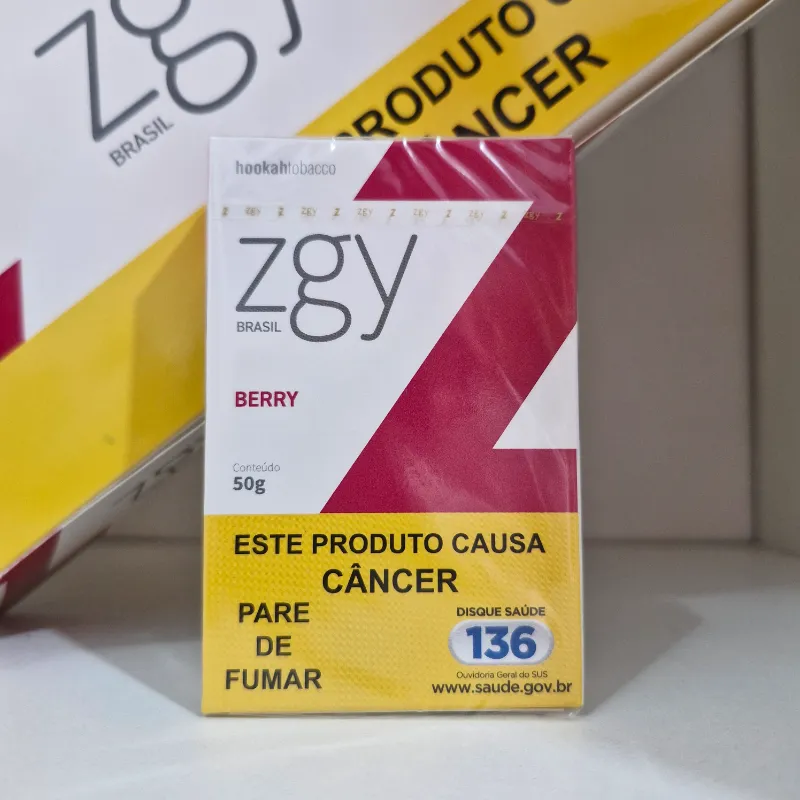 zgy
BRASIL
PRODUTO
CÂNCER
hookahtobacco
zgy
BRASIL
BERRY
Conteúdo
50g
ESTE PRODUTO CAUSA
CÂNCER
PARE
DE
FUMAR
DISQUE SAÚDE
136
Ouvidoria Geral do SUS
www.saude.gov.br